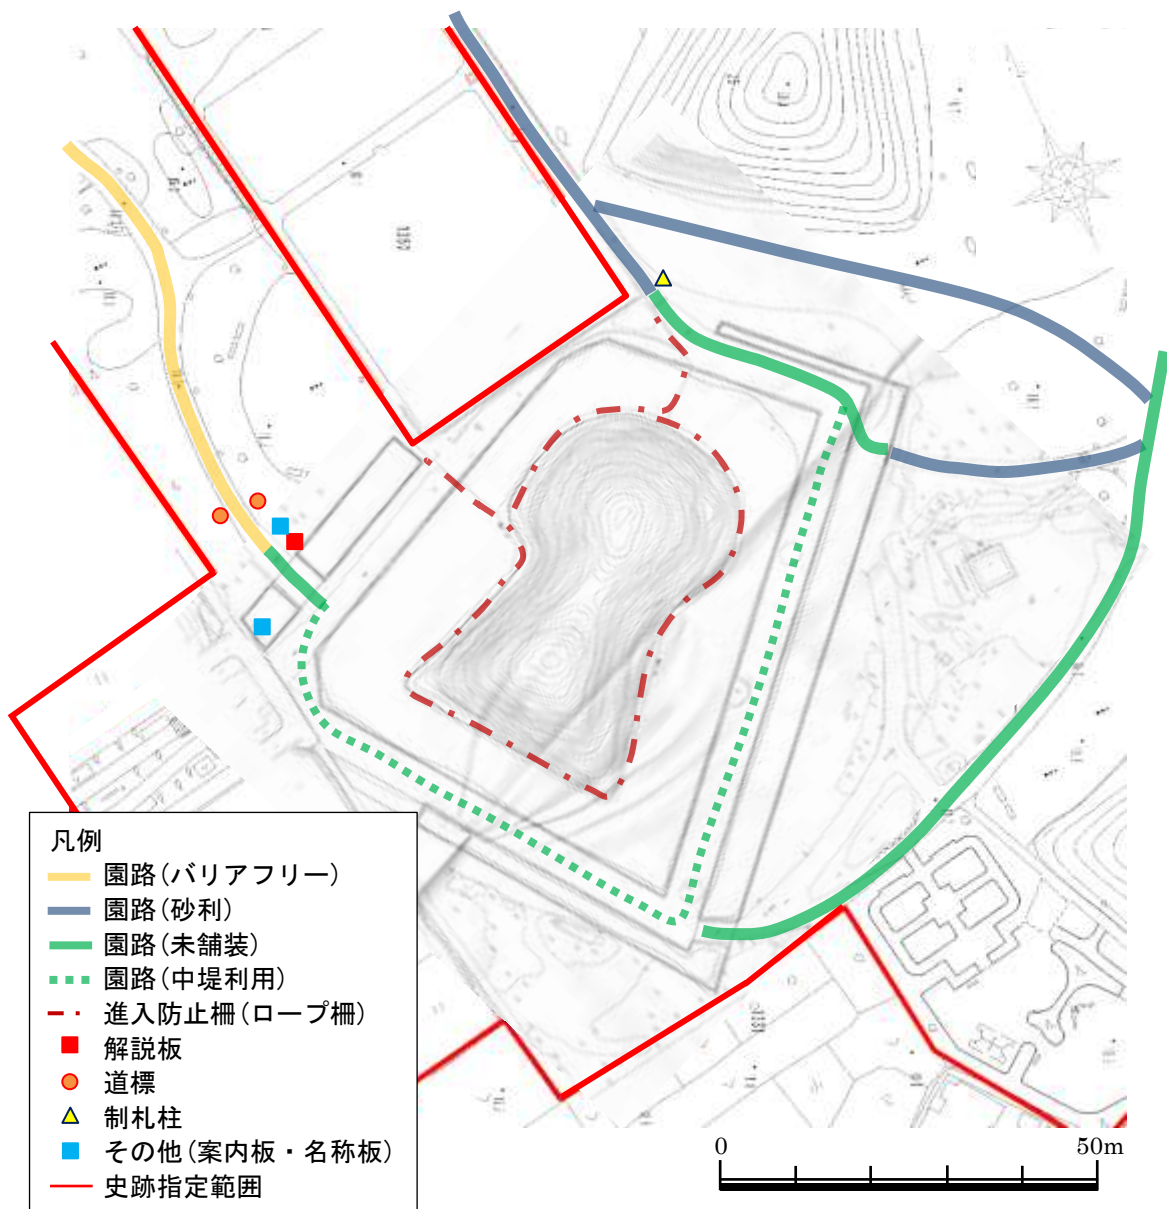 1357
1351
凡例
園路(バリアフリー)
園路(砂利)
園路(未舗装)
園路(中堤利用)
進入防止柵(ロープ柵)
解説板
道標
制札柱
その他(案内板・名称板)
史跡指定範囲
0
50m